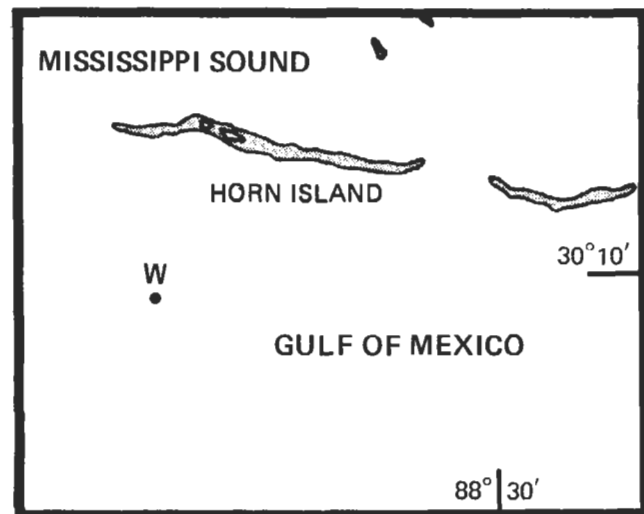 MISSISSIPPI SOUND
HORN ISLAND
30°10′
W
GULF OF MEXICO
88° 30′